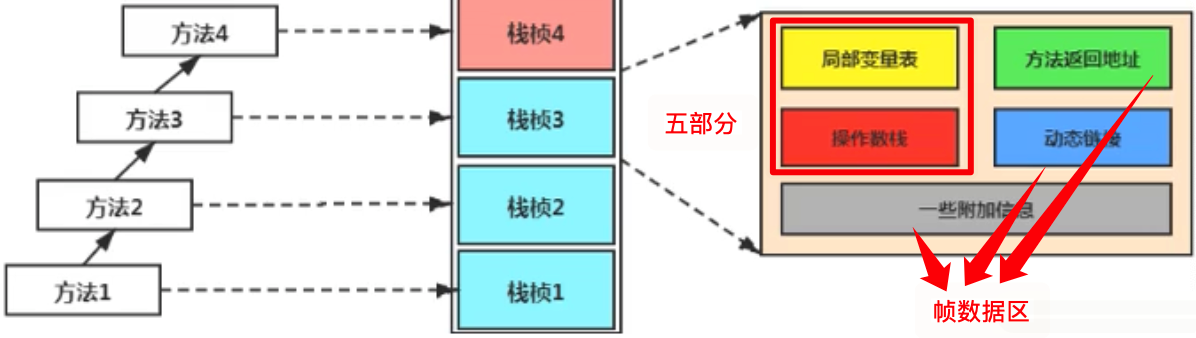 方法4
方法3
方法2
方法1
栈桢4
栈桢3
栈桢2
栈桢1
五部分
局部变量表
方法返回地址
操作数栈
动态链接
一些附加信息
帧数据区